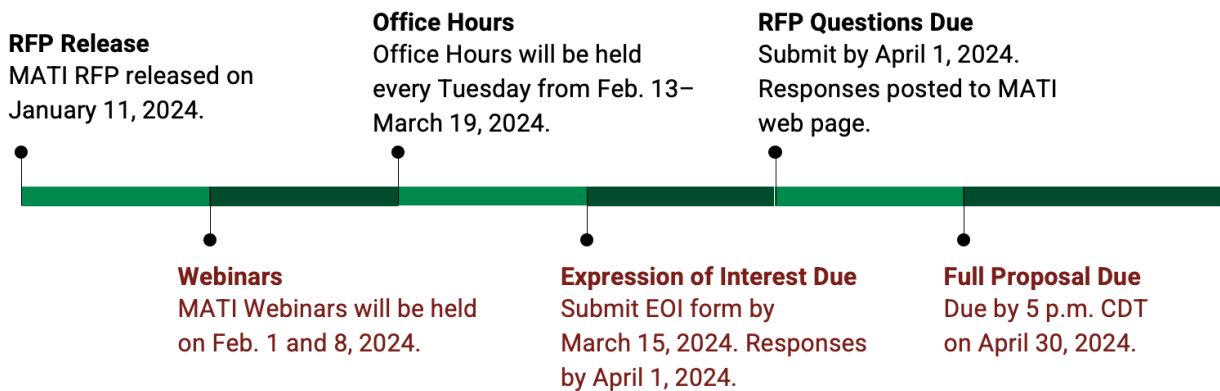 RFP Release
MATI RFP released on
January 11, 2024.
Webinars
MATI Webinars will be held
on Feb. 1 and 8, 2024.
Office Hours
Office Hours will be held
every Tuesday from Feb. 13–
March 19, 2024.
Expression of Interest Due
Submit EOI form by
March 15, 2024. Responses
by April 1, 2024.
RFP Questions Due
Submit by April 1, 2024.
Responses posted to MATI
web page.
Full Proposal Due
Due by 5 p.m. CDT
on April 30, 2024.